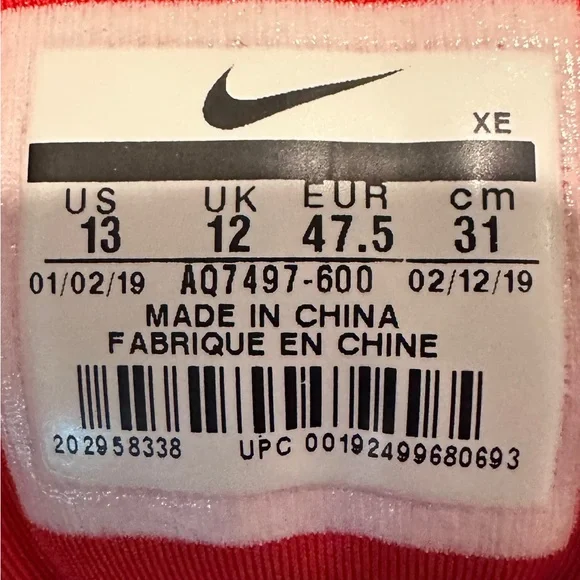 XE
US UK EUR cm
13 12 47.5 31
01/02/19 AQ7497-600 02/12/19
MADE IN CHINA
FABRIQUE EN CHINE
202958338 UPC 00192499680693